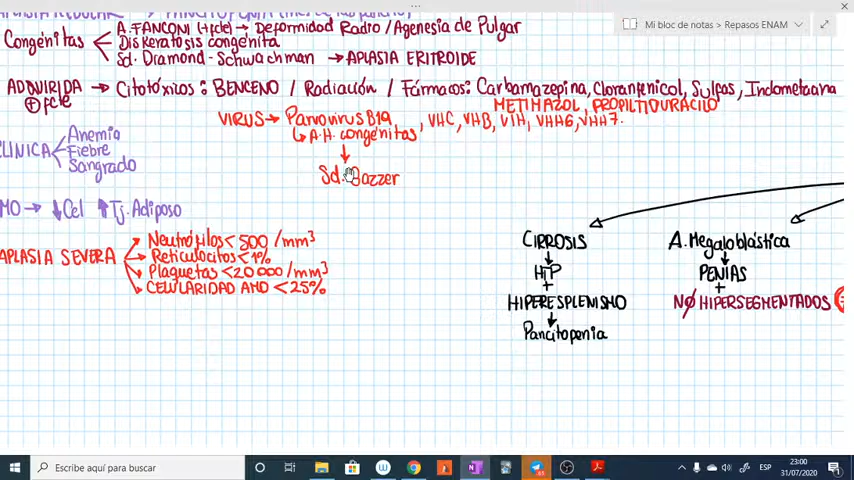 Mi bloc de notas > Repasos ENAM
Congénitas
A. FANCONI (+fcte) → Deformidad Radio / Agenesia de Pulgar
Diskeratosis congénita
Sd. Diamond - Schwachman → APLASIA ERITROIDE
ADQUIRIDA → Citotóxicos: BENCENO / Radiación / Fármacos: Carbamazepina, Cloranfenicol, Sulfas, Indometacina
+ fcte
METIMAZOL, PROPILTIOURACILO
VIRUS → Parvovirus B19, VHC, VHB, VIH, VHH6, VHH7.
A.H. congénitas
Sd. Gazzer
CLINICA
Anemia
Fiebre
Sangrado
MO → ↓ Cel ↑ Tj. Adiposo
APLASIA SEVERA
Neutrófilos < 500 /mm³
Reticulocitos < 1%
Plaquetas < 20 000 /mm³
CELULARIDAD AMO < 25%
CIRROSIS
HTP
+
HIPERESPLENISMO
Pancitopenia
A. Megaloblástica
PENIAS
+
NØ HIPERSEGMENTADOS
Escribe aquí para buscar
ESP
23:00
31/07/2020